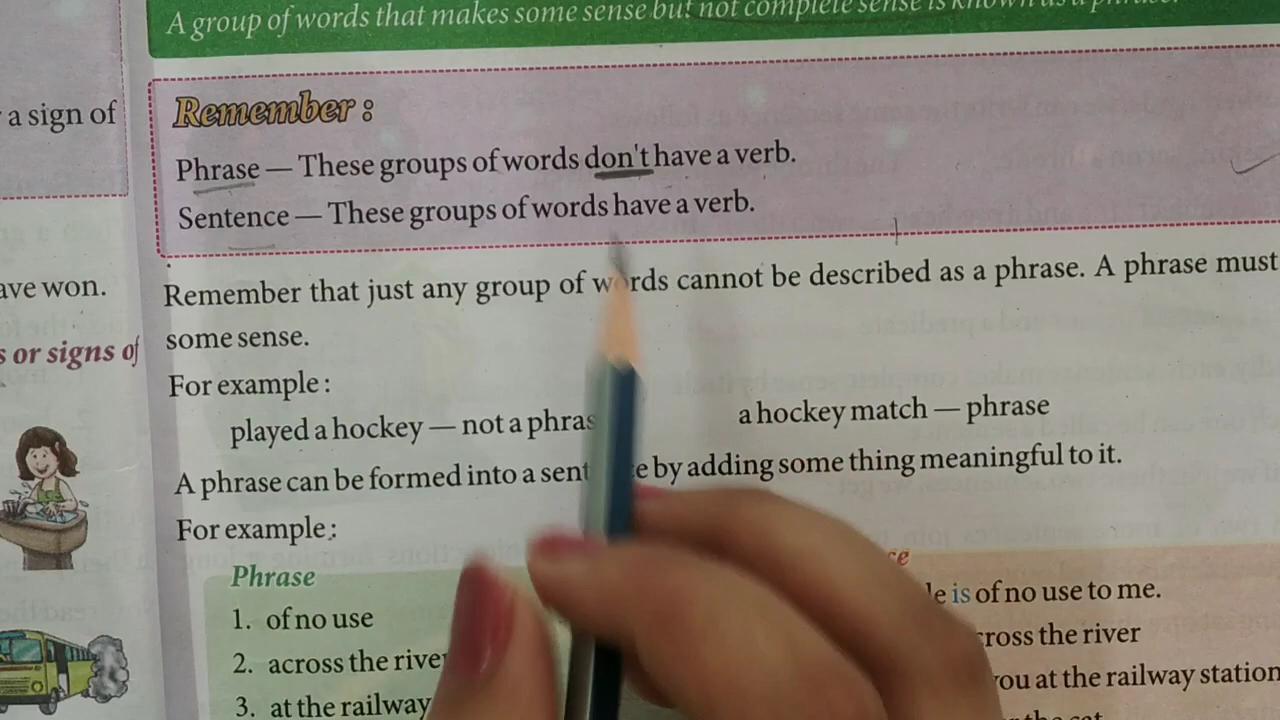 A group of words that makes some sense but not complete sense is known as a phrase.
a sign of
Remember :
Phrase — These groups of words don't have a verb.
Sentence — These groups of words have a verb.
ave won.
Remember that just any group of words cannot be described as a phrase. A phrase must
s or signs of
some sense.
For example :
played a hockey — not a phras
a hockey match — phrase
A phrase can be formed into a sent e by adding some thing meaningful to it.
For example :
Phrase
ce
1. of no use
le is of no use to me.
2. across the river
cross the river
3. at the railway
you at the railway station